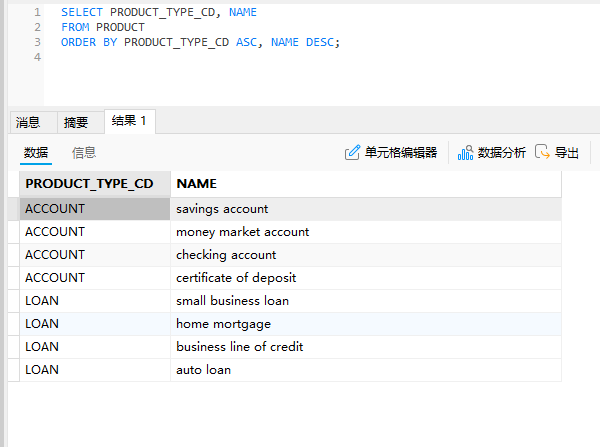 1 SELECT PRODUCT_TYPE_CD, NAME
2 FROM PRODUCT
3 ORDER BY PRODUCT_TYPE_CD ASC, NAME DESC;
4
消息 摘要 结果 1
数据 信息 单元格编辑器 数据分析 导出
PRODUCT_TYPE_CD NAME
ACCOUNT savings account
ACCOUNT money market account
ACCOUNT checking account
ACCOUNT certificate of deposit
LOAN small business loan
LOAN home mortgage
LOAN business line of credit
LOAN auto loan